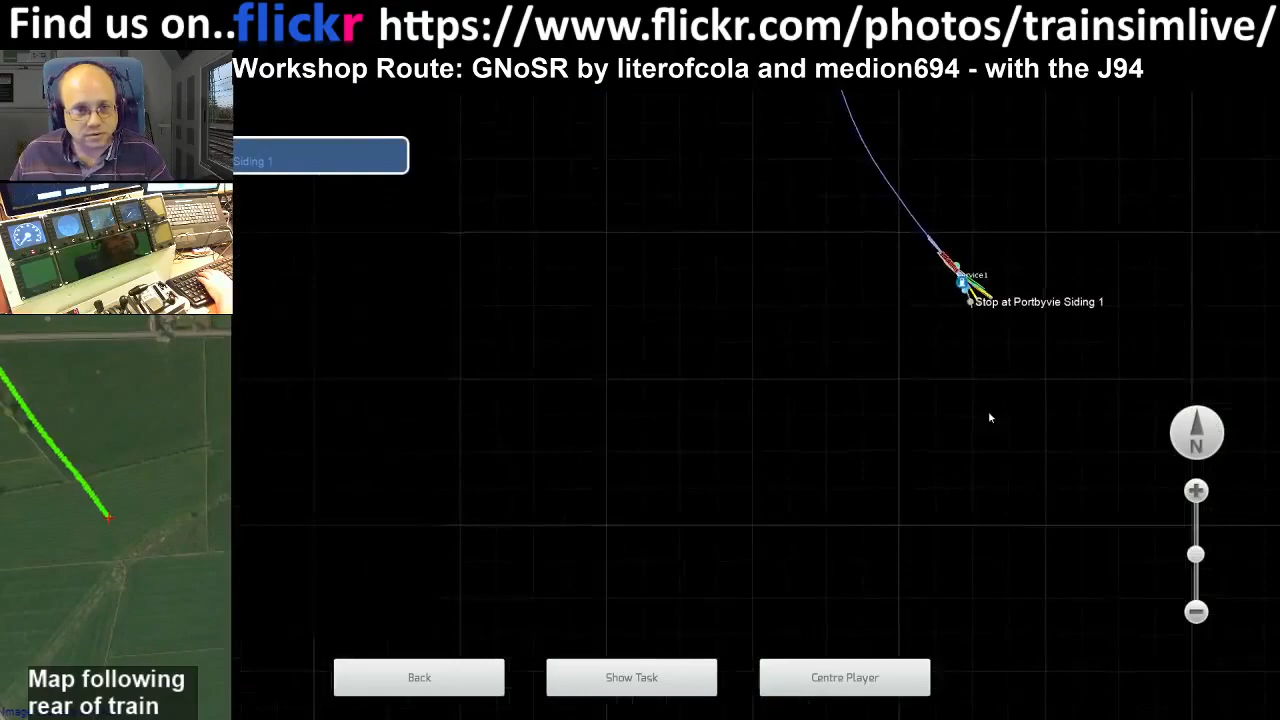 Find us on..flickr https://www.flickr.com/photos/trainsimlive/
Workshop Route: GNoSR by literofcola and medion694 - with the J94
Siding 1
Stop at Portbyvie Siding 1
N
Map following
rear of train
Back
Show Task
Centre Player